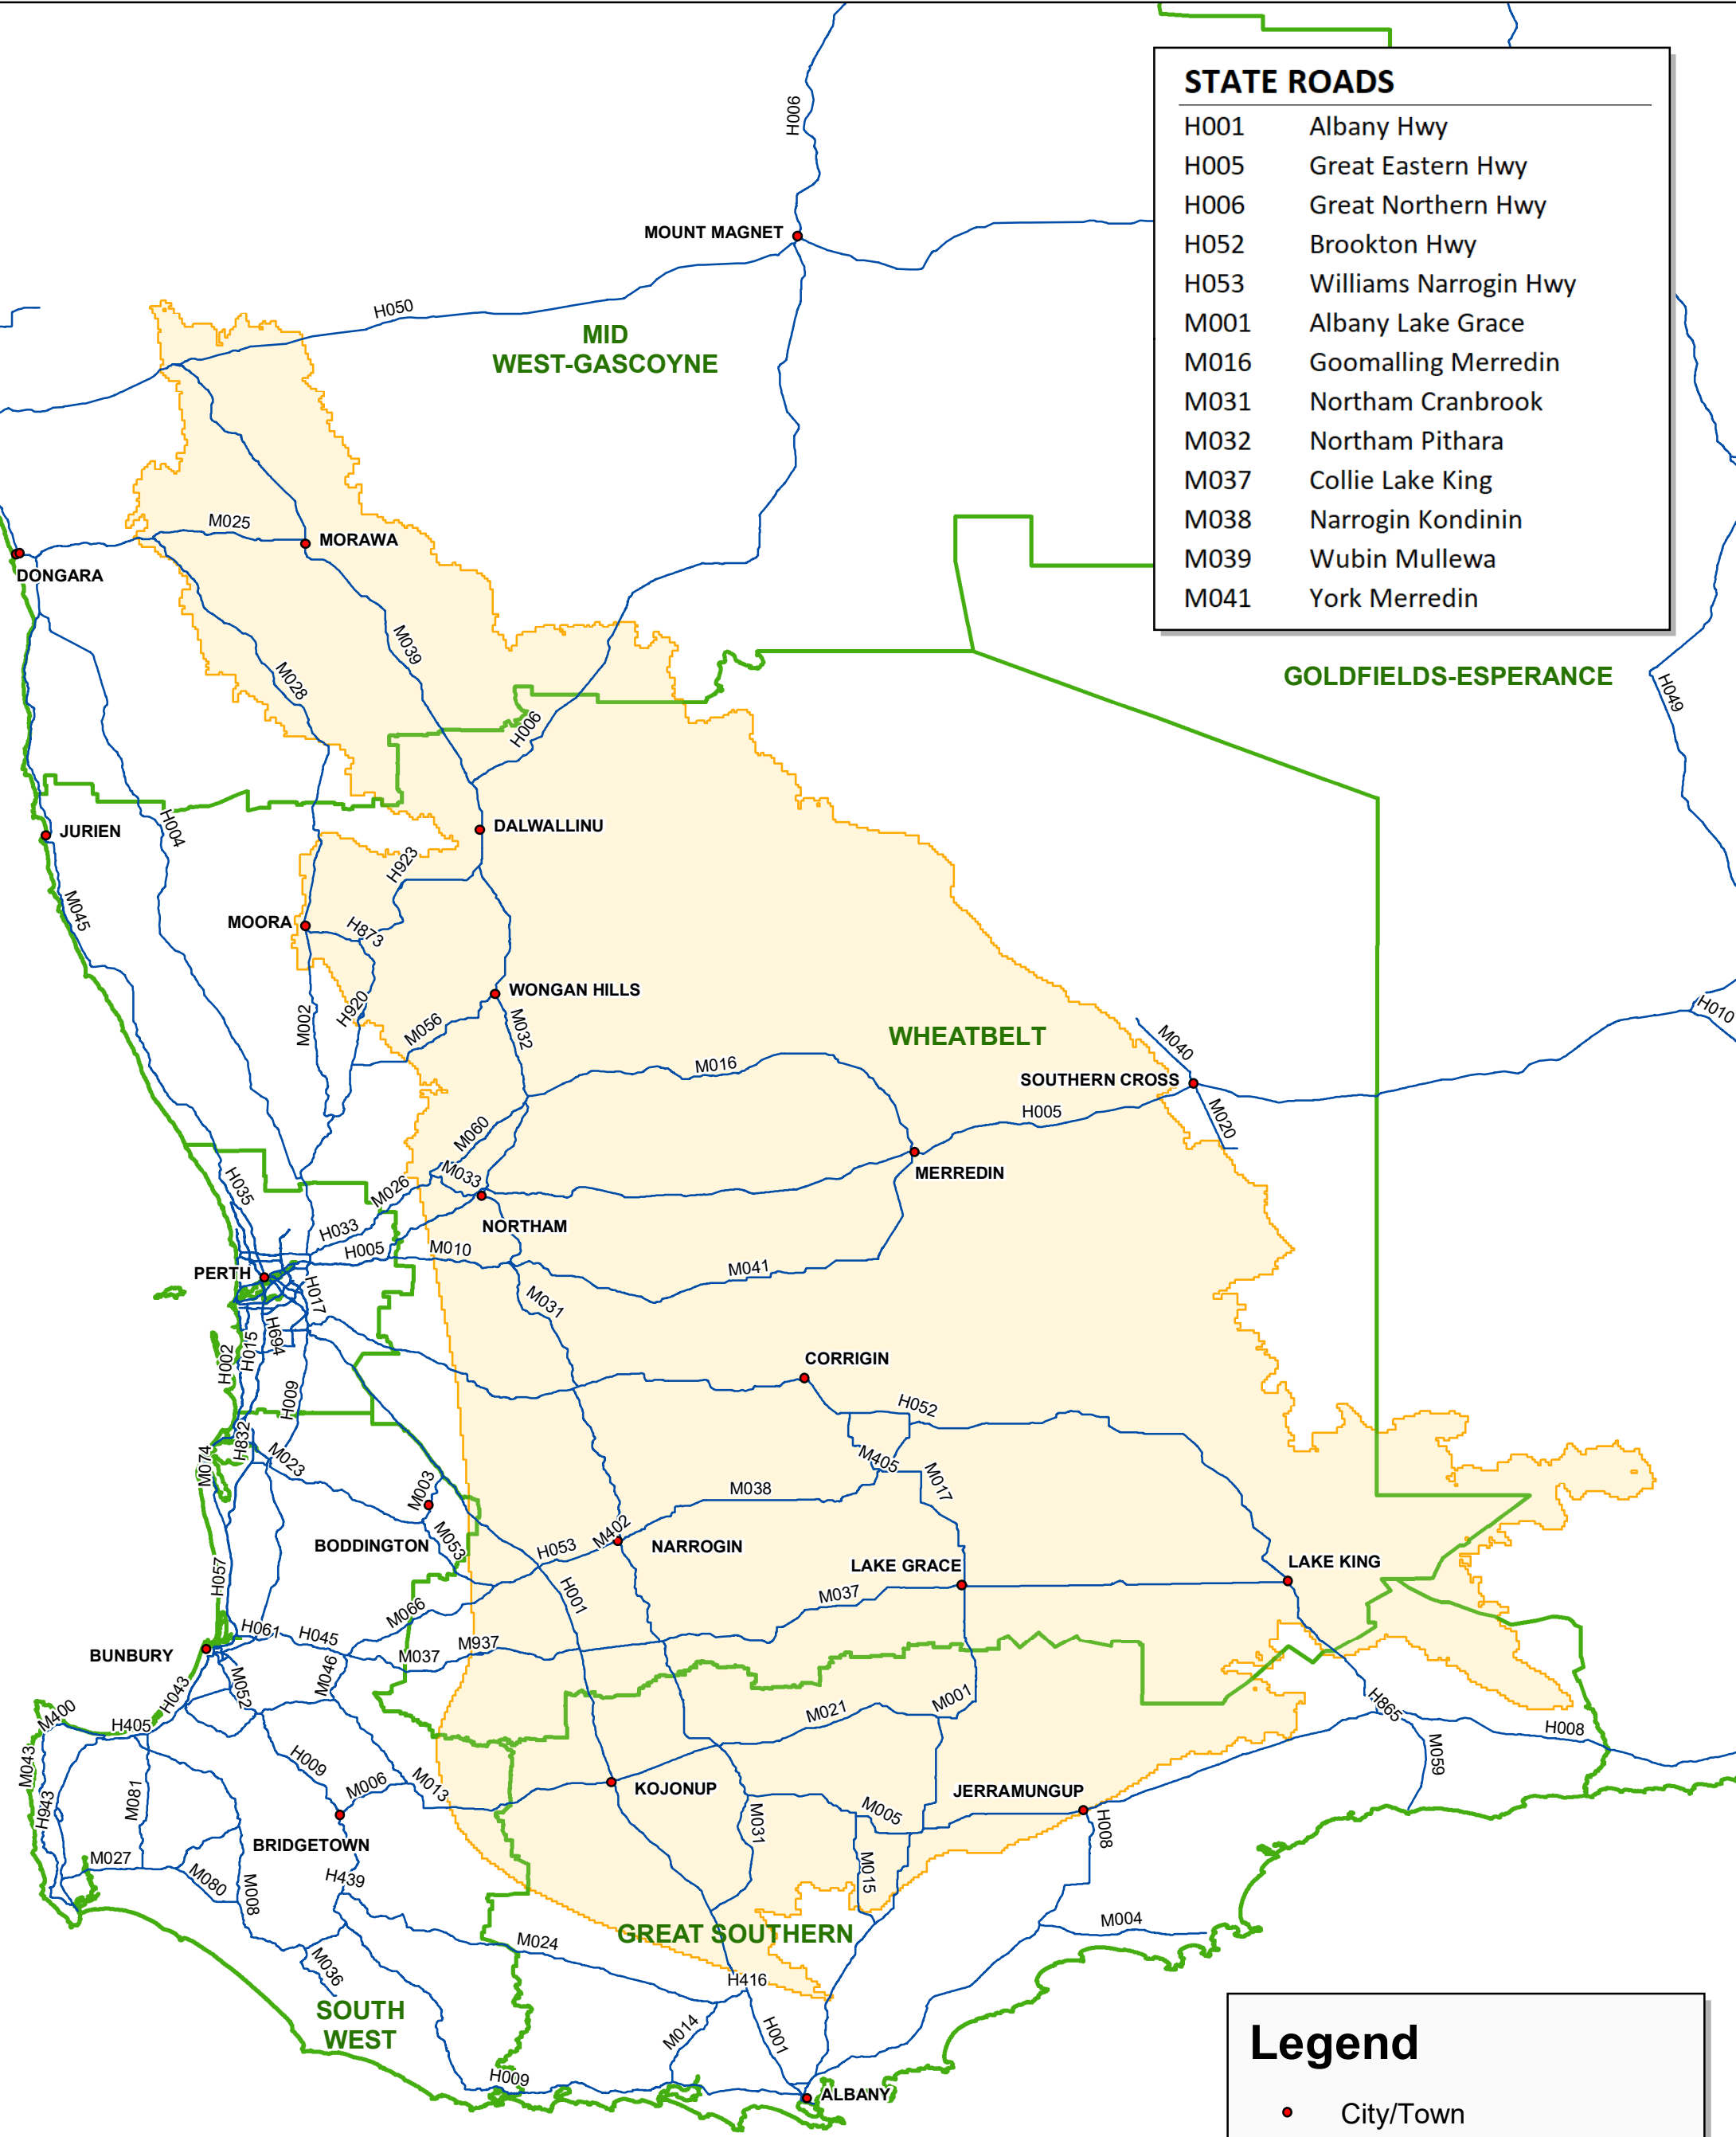 STATE ROADS
H001 Albany Hwy
H005 Great Eastern Hwy
H006 Great Northern Hwy
H052 Brookton Hwy
H053 Williams Narrogin Hwy
M001 Albany Lake Grace
M016 Goomalling Merredin
M031 Northam Cranbrook
M032 Northam Pithara
M037 Collie Lake King
M038 Narrogin Kondinin
M039 Wubin Mullewa
M041 York Merredin
H006
MOUNT MAGNET
H050
MID
WEST-GASCOYNE
M025
MORAWA
DONGARA
M039
M028
GOLDFIELDS-ESPERANCE
H049
H006
JURIEN
H004
DALWALLINU
H923
M045
MOORA
H873
WONGAN HILLS
M002
H920
M056
M032
WHEATBELT
H010
M040
M016
SOUTHERN CROSS
H005
M020
M060
MERREDIN
M033
H035
M026
NORTHAM
H033
H005
M010
PERTH
M041
H017
M031
H694
H015
H002
CORRIGIN
H009
H052
H832
M023
M074
M405
M017
M003
M038
BODDINGTON
M053
H053
M402
NARROGIN
LAKE GRACE
LAKE KING
H057
H001
M037
M066
H061
H045
BUNBURY
M937
M037
M046
M052
H043
M001
M021
H865
M400
H405
H008
M059
M043
H009
M006
M013
KOJONUP
JERRAMUNGUP
H943
M081
M031
M005
H008
BRIDGETOWN
M027
M080
H439
M008
M015
GREAT SOUTHERN
M004
M024
M036
H416
SOUTH
WEST
M014
H001
H009
ALBANY
Legend
City/Town